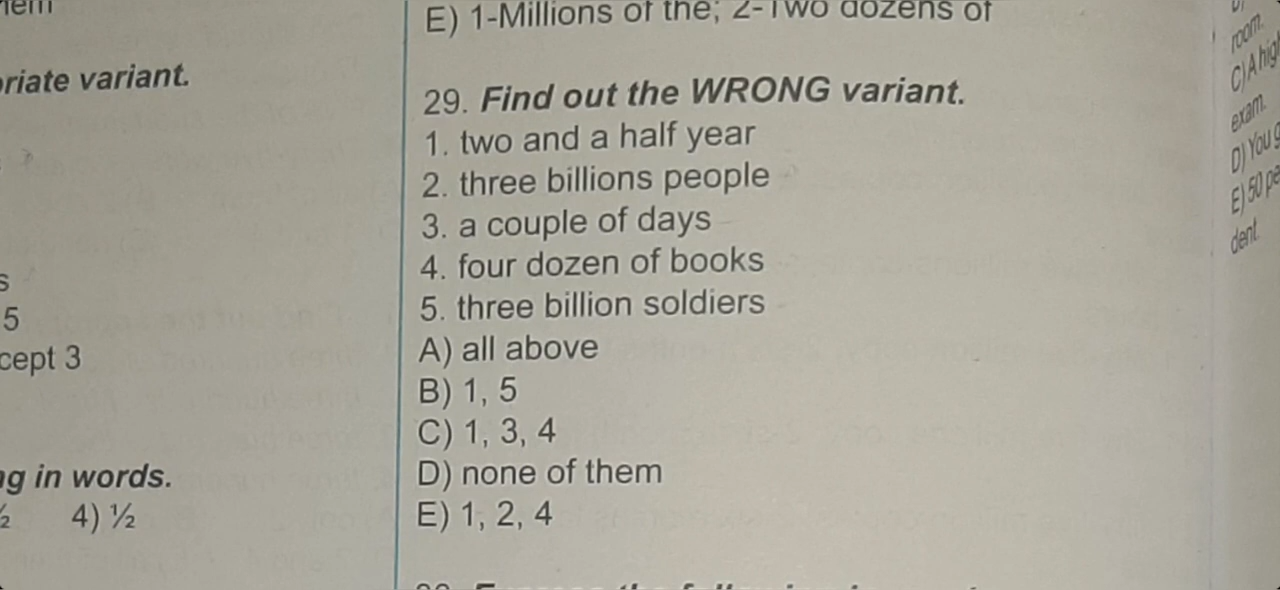 riate variant.
5
cept 3
in words.
4) ½
E) 1-Millions of the; 2-Two dozens of
29. Find out the WRONG variant.
1. two and a half year
2. three billions people
3. a couple of days
4. four dozen of books
5. three billion soldiers
A) all above
B) 1, 5
C) 1, 3, 4
D) none of them
E) 1, 2, 4
room.
C) A hig
exam.
D) You g
E) 50 pe
dent.